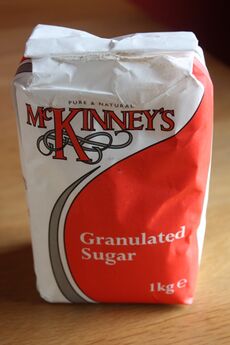 PURE & NATURAL
McKINNEY'S
Granulated
Sugar
1kg ℮